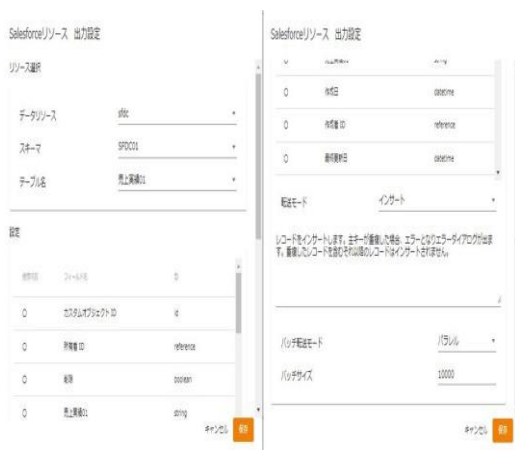 Salesforceリソース 出力設定
リソース選択
データリソース sfdc
スキーマ SFDC01
テーブル名 売上実績01
設定
フィールド名
カスタムオブジェクト ID id
所有者 ID reference
削除 boolean
売上実績01 string
キャンセル 保存
Salesforceリソース 出力設定
作成日 datetime
作成者 ID reference
最終更新日 datetime
転送モード インサート
レコードをインサートします。主キーが重複した場合、エラーとなりエラーダイアログが出ま
す。重複したレコードを含むそれ以降のレコードはインサートされません。
バッチ転送モード パラレル
バッチサイズ 10000
キャンセル 保存